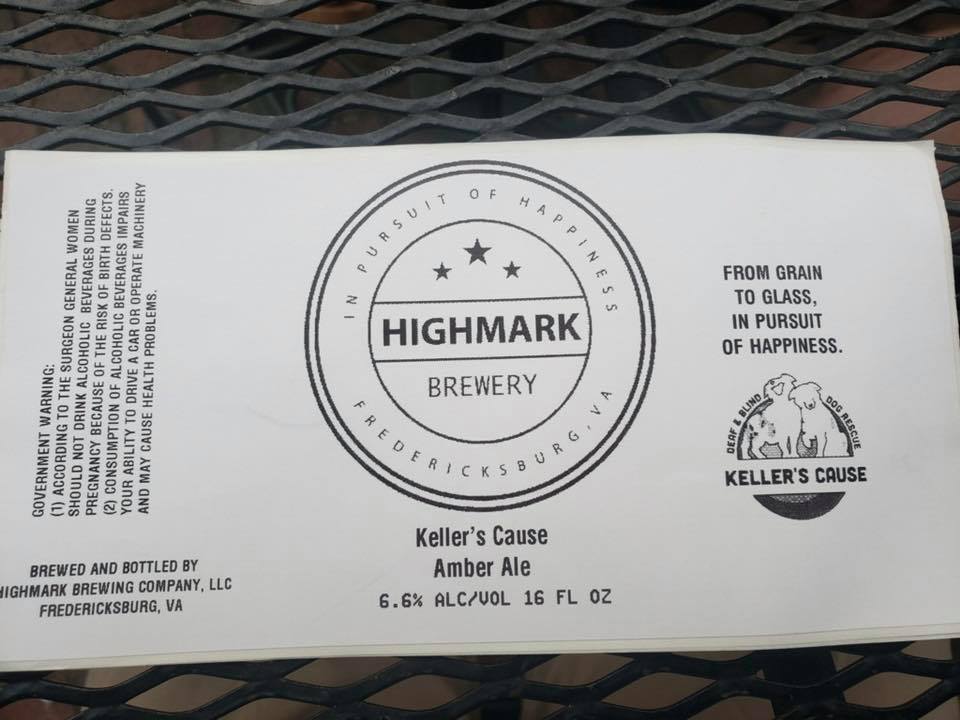 GOVERNMENT WARNING:
(1) ACCORDING TO THE SURGEON GENERAL WOMEN
SHOULD NOT DRINK ALCOHOLIC BEVERAGES DURING
PREGNANCY BECAUSE OF THE RISK OF BIRTH DEFECTS.
(2) CONSUMPTION OF ALCOHOLIC BEVERAGES IMPAIRS
YOUR ABILITY TO DRIVE A CAR OR OPERATE MACHINERY
AND MAY CAUSE HEALTH PROBLEMS.
BREWED AND BOTTLED BY
HIGHMARK BREWING COMPANY, LLC
FREDERICKSBURG, VA
IN PURSUIT OF HAPPINESS
HIGHMARK
BREWERY
FREDERICKSBURG, VA
Keller's Cause
Amber Ale
6.6% ALC/VOL 16 FL OZ
FROM GRAIN
TO GLASS,
IN PURSUIT
OF HAPPINESS.
DEAF & BLIND DOG RESCUE
KELLER'S CAUSE